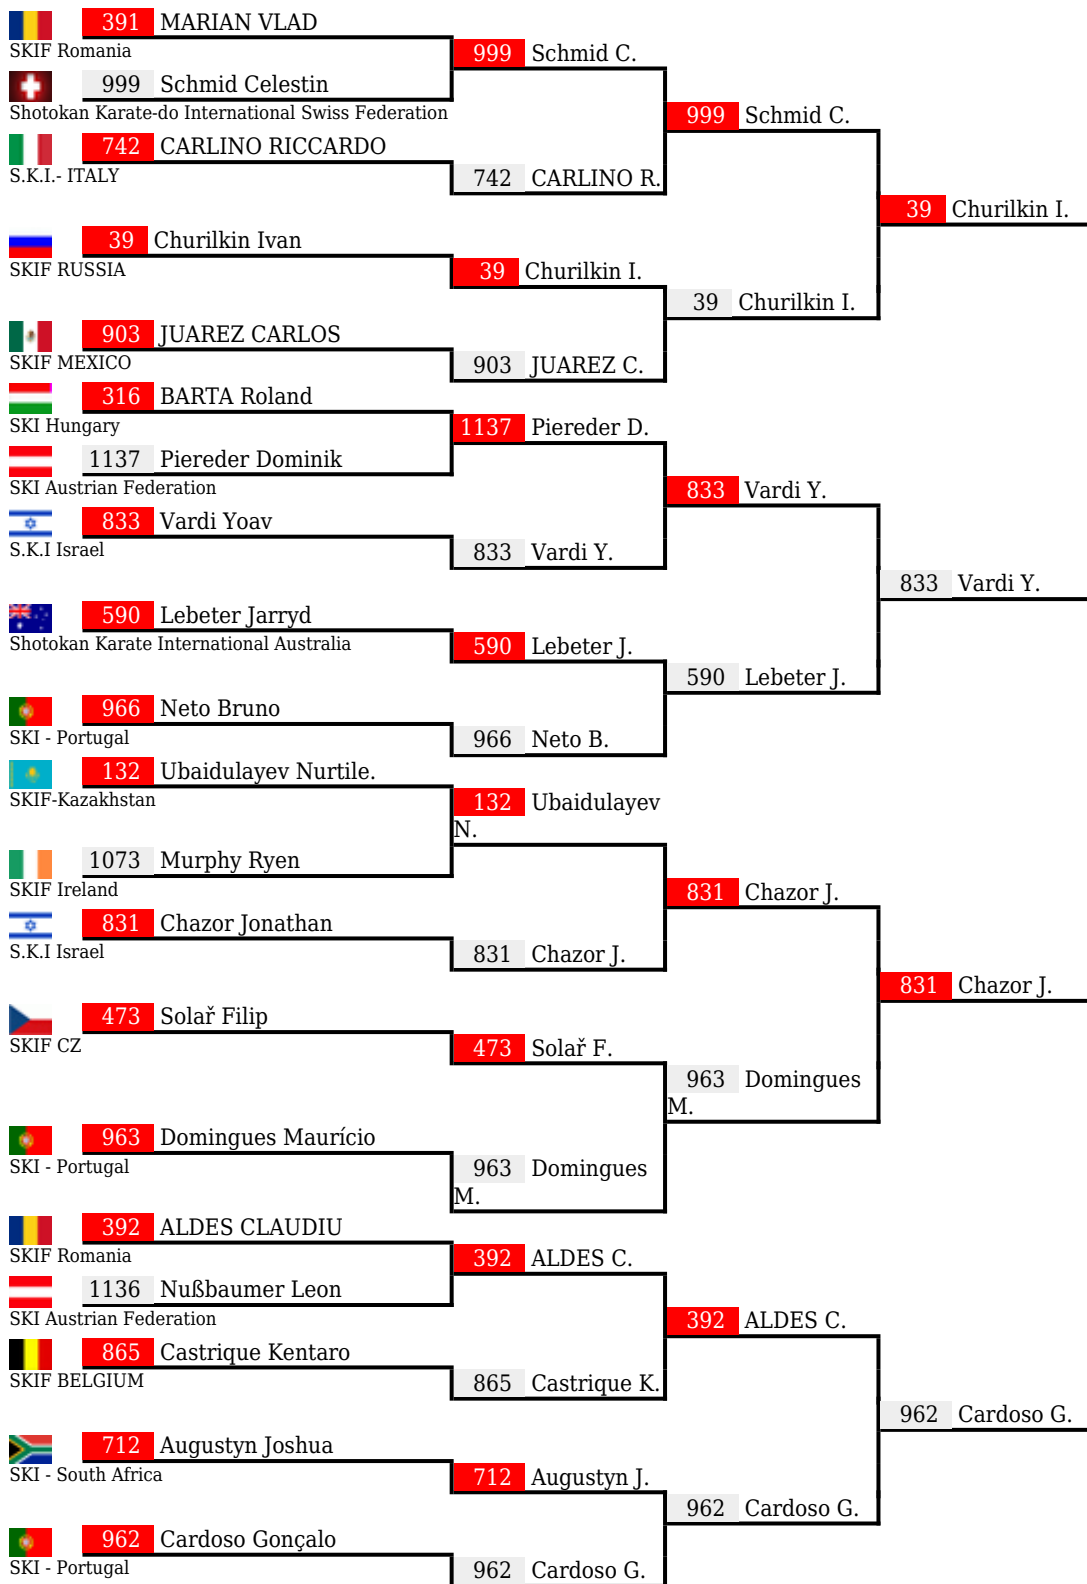 391 MARIAN VLAD
SKIF Romania
999 Schmid C.
999 Schmid Celestin
Shotokan Karate-do International Swiss Federation
999 Schmid C.
742 CARLINO RICCARDO
S.K.I.- ITALY
742 CARLINO R.
39 Churilkin I.
39 Churilkin Ivan
SKIF RUSSIA
39 Churilkin I.
39 Churilkin I.
903 JUAREZ CARLOS
SKIF MEXICO
903 JUAREZ C.
316 BARTA Roland
SKI Hungary
1137 Piereder D.
1137 Piereder Dominik
SKI Austrian Federation
833 Vardi Y.
833 Vardi Yoav
S.K.I Israel
833 Vardi Y.
833 Vardi Y.
590 Lebeter Jarryd
Shotokan Karate International Australia
590 Lebeter J.
590 Lebeter J.
966 Neto Bruno
SKI - Portugal
966 Neto B.
132 Ubaidulayev Nurtile.
SKIF-Kazakhstan
132 Ubaidulayev
N.
1073 Murphy Ryen
SKIF Ireland
831 Chazor J.
831 Chazor Jonathan
S.K.I Israel
831 Chazor J.
831 Chazor J.
473 Solař Filip
SKIF CZ
473 Solař F.
963 Domingues
M.
963 Domingues Maurício
SKI - Portugal
963 Domingues
M.
392 ALDES CLAUDIU
SKIF Romania
392 ALDES C.
1136 Nußbaumer Leon
SKI Austrian Federation
392 ALDES C.
865 Castrique Kentaro
SKIF BELGIUM
865 Castrique K.
962 Cardoso G.
712 Augustyn Joshua
SKI - South Africa
712 Augustyn J.
962 Cardoso G.
962 Cardoso Gonçalo
SKI - Portugal
962 Cardoso G.